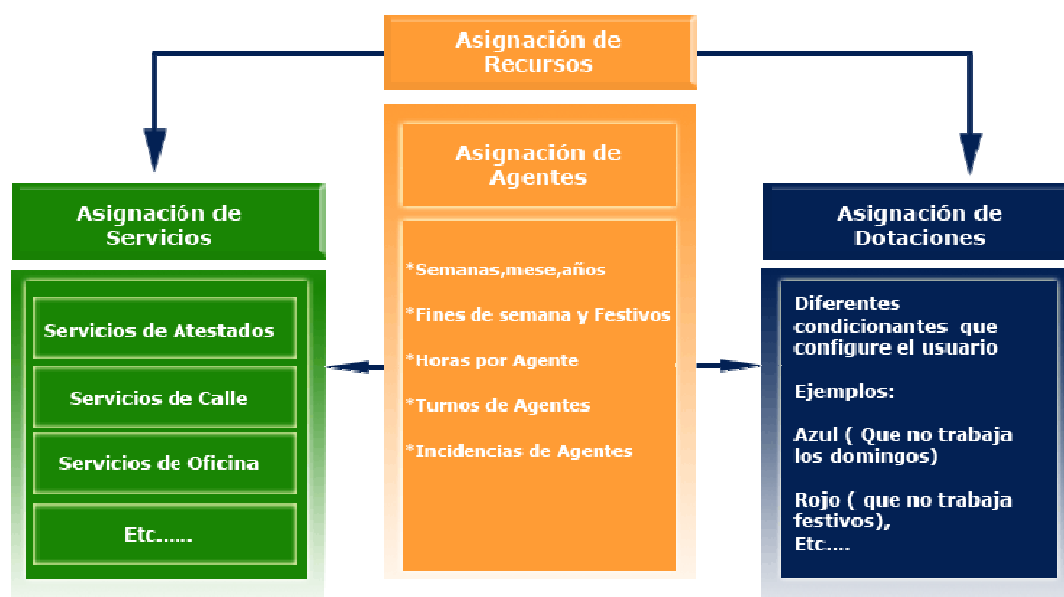 Asignación de
Recursos
Asignación de
Agentes
*Semanas,mese,años
*Fines de semana y Festivos
*Horas por Agente
*Turnos de Agentes
*Incidencias de Agentes
Asignación de
Servicios
Servicios de Atestados
Servicios de Calle
Servicios de Oficina
Etc......
Asignación de
Dotaciones
Diferentes
condicionantes que
configure el usuario
Ejemplos:
Azul ( Que no trabaja
los domingos)
Rojo ( que no trabaja
festivos),
Etc....